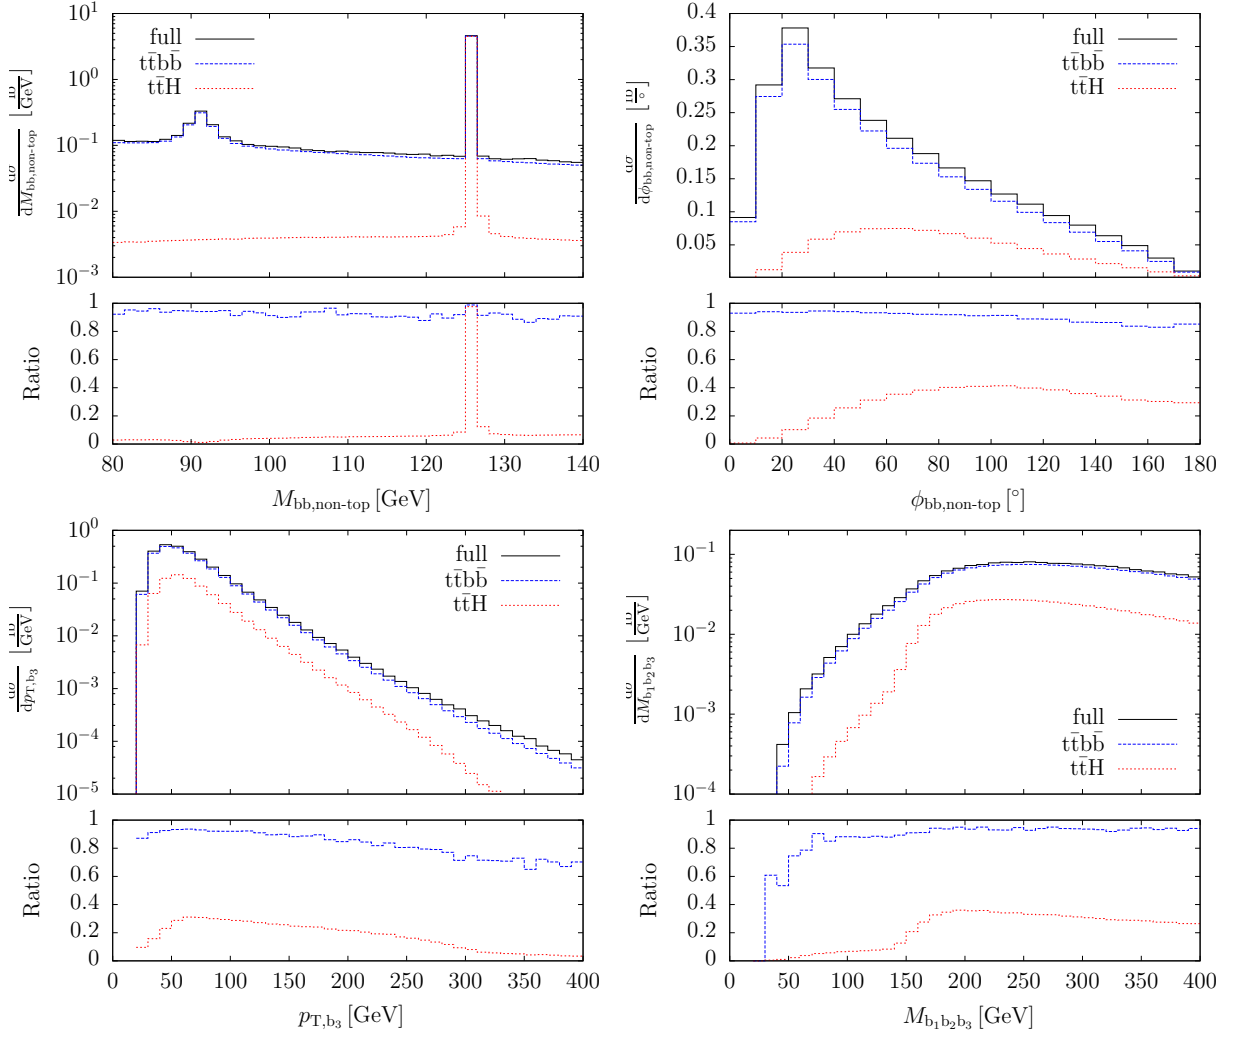 10¹
10⁰
10⁻¹
10⁻²
10⁻³
dσ/dM_bb,non-top [fb/GeV]
full
tt̄bb̄
tt̄H
1
0.8
0.6
0.4
0.2
0
Ratio
80 90 100 110 120 130 140
M_bb,non-top [GeV]
0.4
0.35
0.3
0.25
0.2
0.15
0.1
0.05
dσ/dϕ_bb,non-top [fb/°]
full
tt̄bb̄
tt̄H
1
0.8
0.6
0.4
0.2
0
Ratio
0 20 40 60 80 100 120 140 160 180
ϕ_bb,non-top [°]
10⁰
10⁻¹
10⁻²
10⁻³
10⁻⁴
10⁻⁵
dσ/dp_T,b₃ [fb/GeV]
full
tt̄bb̄
tt̄H
1
0.8
0.6
0.4
0.2
0
Ratio
0 50 100 150 200 250 300 350 400
p_T,b₃ [GeV]
10⁻¹
10⁻²
10⁻³
10⁻⁴
dσ/dM_b₁b₂b₃ [fb/GeV]
full
tt̄bb̄
tt̄H
1
0.8
0.6
0.4
0.2
0
Ratio
0 50 100 150 200 250 300 350 400
M_b₁b₂b₃ [GeV]